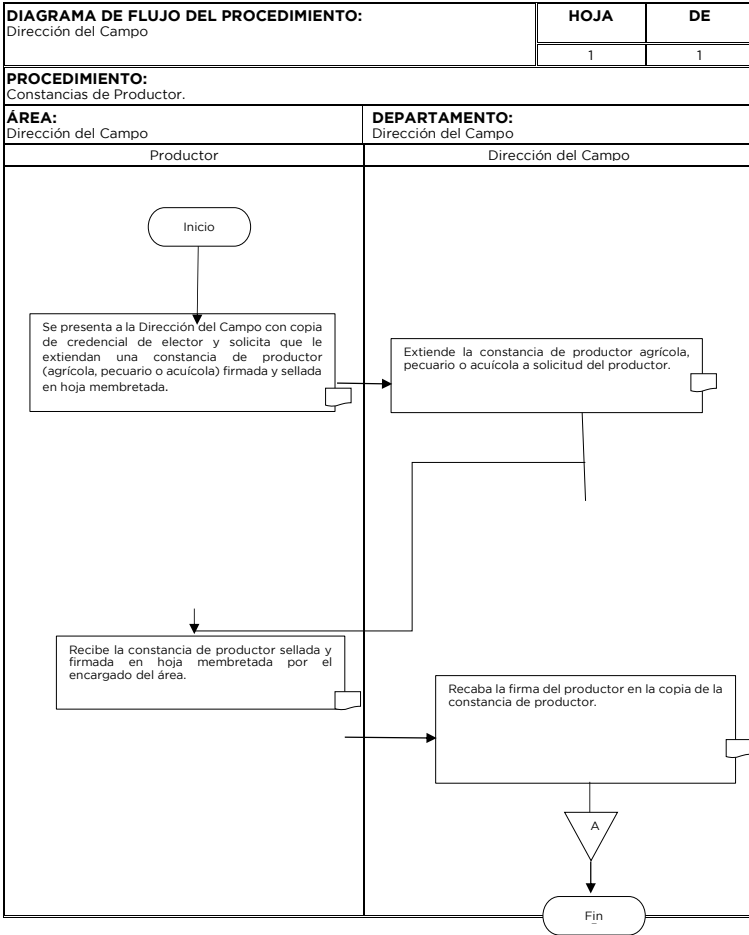 DIAGRAMA DE FLUJO DEL PROCEDIMIENTO:
Dirección del Campo
HOJA
DE
1
1
PROCEDIMIENTO:
Constancias de Productor.
ÁREA:
Dirección del Campo
DEPARTAMENTO:
Dirección del Campo
Productor
Dirección del Campo
Inicio
Se presenta a la Dirección del Campo con copia
de credencial de elector y solicita que le
extiendan una constancia de productor
(agrícola, pecuario o acuícola) firmada y sellada
en hoja membretada.
Extiende la constancia de productor agrícola,
pecuario o acuícola a solicitud del productor.
Recibe la constancia de productor sellada y
firmada en hoja membretada por el
encargado del área.
Recaba la firma del productor en la copia de la
constancia de productor.
A
Fin